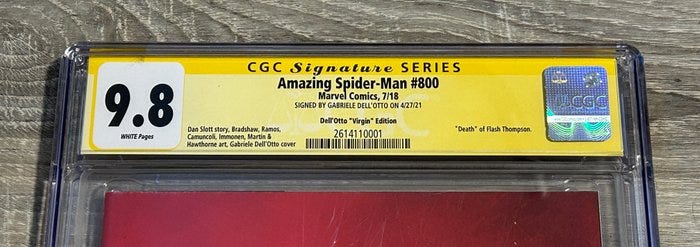 CGC Signature SERIES
Amazing Spider-Man #800
Marvel Comics, 7/18
SIGNED BY GABRIELE DELL'OTTO ON 4/27/21
9.8
WHITE Pages
Dell'Otto "Virgin" Edition
Dan Slott story, Bradshaw, Ramos,
Camuncoli, Immonen, Martin &
Hawthorne art, Gabriele Dell'Otto cover
2614110001
"Death" of Flash Thompson.
CGC